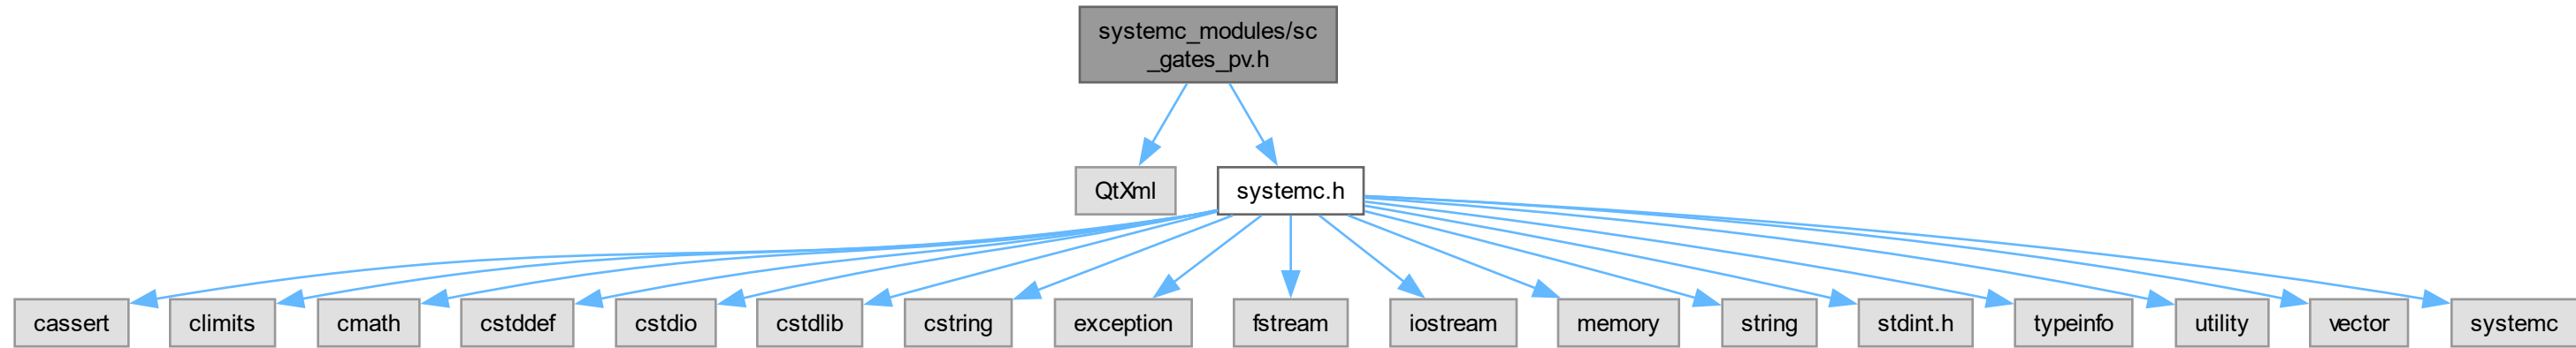 systemc_modules/sc
_gates_pv.h
QtXml
systemc.h
cassert
climits
cmath
cstddef
cstdio
cstdlib
cstring
exception
fstream
iostream
memory
string
stdint.h
typeinfo
utility
vector
systemc